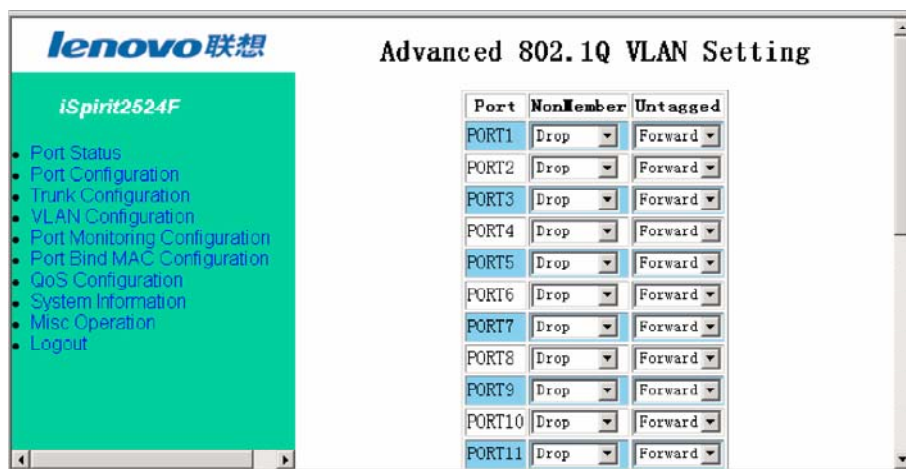 lenovo联想
iSpirit2524F
Port Status
Port Configuration
Trunk Configuration
VLAN Configuration
Port Monitoring Configuration
Port Bind MAC Configuration
QoS Configuration
System Information
Misc Operation
Logout
Advanced 802.1Q VLAN Setting
Port NonMember Untagged
PORT1 Drop Forward
PORT2 Drop Forward
PORT3 Drop Forward
PORT4 Drop Forward
PORT5 Drop Forward
PORT6 Drop Forward
PORT7 Drop Forward
PORT8 Drop Forward
PORT9 Drop Forward
PORT10 Drop Forward
PORT11 Drop Forward